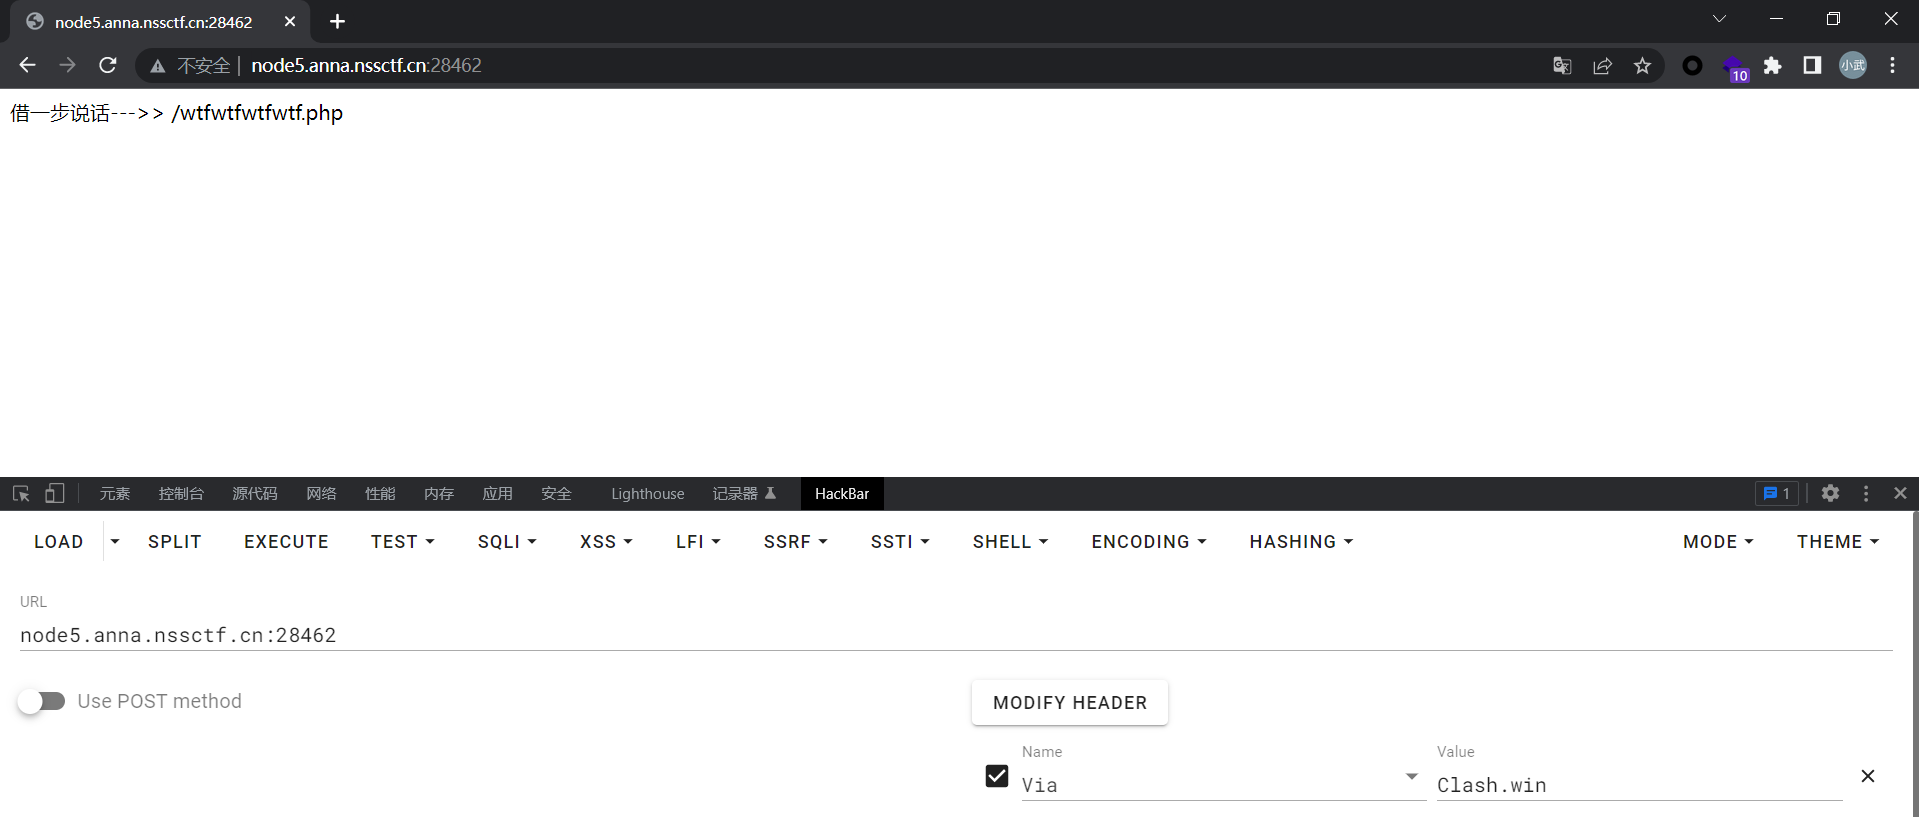 node5.anna.nssctf.cn:28462
不安全 node5.anna.nssctf.cn:28462 10 小武
借一步说话--->> /wtfwtfwtfwtf.php
元素 控制台 源代码 网络 性能 内存 应用 安全 Lighthouse 记录器 HackBar 1
LOAD SPLIT EXECUTE TEST SQLI XSS LFI SSRF SSTI SHELL ENCODING HASHING MODE THEME
URL
node5.anna.nssctf.cn:28462
Use POST method MODIFY HEADER
Name Value
Via Clash.win